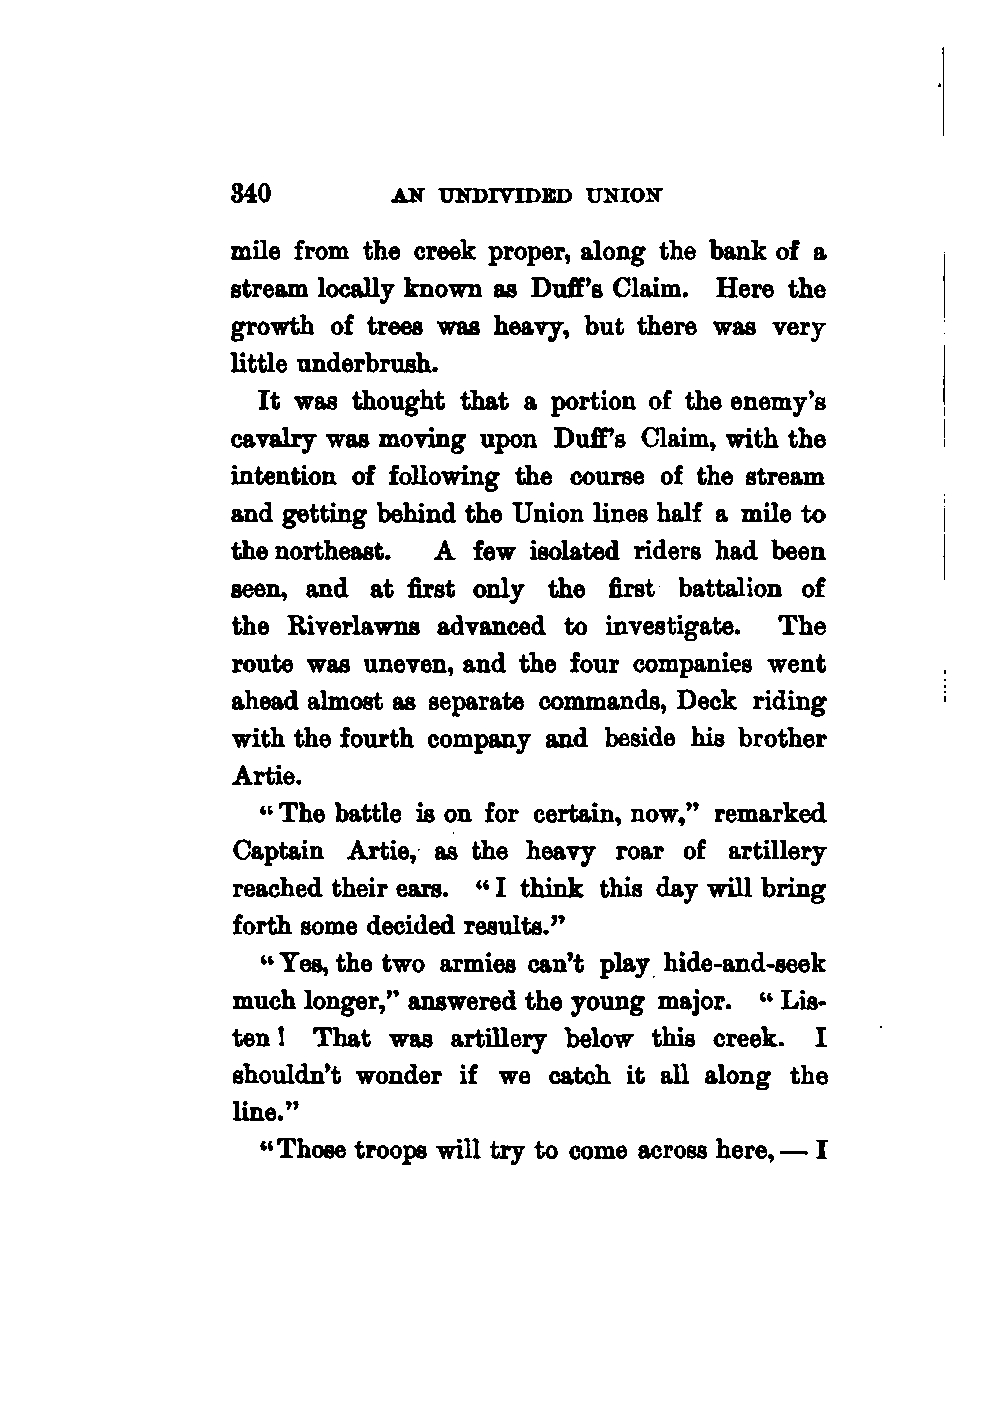 340 AN UNDIVIDED UNION
mile from the creek proper, along the bank of a
stream locally known as Duff's Claim. Here the
growth of trees was heavy, but there was very
little underbrush.
It was thought that a portion of the enemy's
cavalry was moving upon Duff's Claim, with the
intention of following the course of the stream
and getting behind the Union lines half a mile to
the northeast. A few isolated riders had been
seen, and at first only the first battalion of
the Riverlawns advanced to investigate. The
route was uneven, and the four companies went
ahead almost as separate commands, Deck riding
with the fourth company and beside his brother
Artie.
“The battle is on for certain, now,” remarked
Captain Artie, as the heavy roar of artillery
reached their ears. “I think this day will bring
forth some decided results.”
“Yes, the two armies can't play hide-and-seek
much longer,” answered the young major. “Lis-
ten! That was artillery below this creek. I
shouldn't wonder if we catch it all along the
line.”
“Those troops will try to come across here,— I